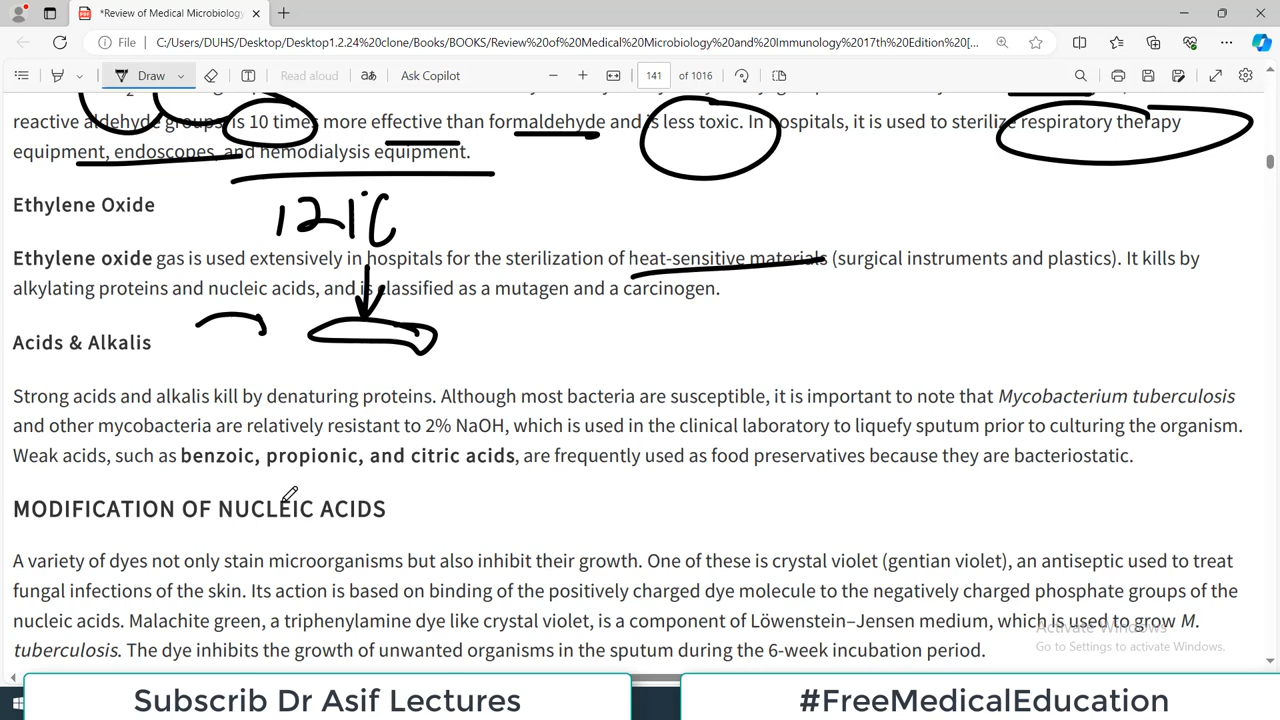 *Review of Medical Microbiology
File C:/Users/DUHS/Desktop/Desktop1.2.24%20clone/Books/BOOKS/Review%20of%20Medical%20Microbiology%20and%20Immunology%2017th%20Edition%20[...
Draw Read aloud Ask Copilot 141 of 1016
reactive aldehyde groups, is 10 times more effective than formaldehyde and is less toxic. In hospitals, it is used to sterilize respiratory therapy
equipment, endoscopes, and hemodialysis equipment.
Ethylene Oxide
121C
Ethylene oxide gas is used extensively in hospitals for the sterilization of heat-sensitive materials (surgical instruments and plastics). It kills by
alkylating proteins and nucleic acids, and is classified as a mutagen and a carcinogen.
Acids & Alkalis
Strong acids and alkalis kill by denaturing proteins. Although most bacteria are susceptible, it is important to note that Mycobacterium tuberculosis
and other mycobacteria are relatively resistant to 2% NaOH, which is used in the clinical laboratory to liquefy sputum prior to culturing the organism.
Weak acids, such as benzoic, propionic, and citric acids, are frequently used as food preservatives because they are bacteriostatic.
MODIFICATION OF NUCLEIC ACIDS
A variety of dyes not only stain microorganisms but also inhibit their growth. One of these is crystal violet (gentian violet), an antiseptic used to treat
fungal infections of the skin. Its action is based on binding of the positively charged dye molecule to the negatively charged phosphate groups of the
nucleic acids. Malachite green, a triphenylamine dye like crystal violet, is a component of Löwenstein–Jensen medium, which is used to grow M.
tuberculosis. The dye inhibits the growth of unwanted organisms in the sputum during the 6-week incubation period.
Activate Windows
Go to Settings to activate Windows.
Subscrib Dr Asif Lectures
#FreeMedicalEducation